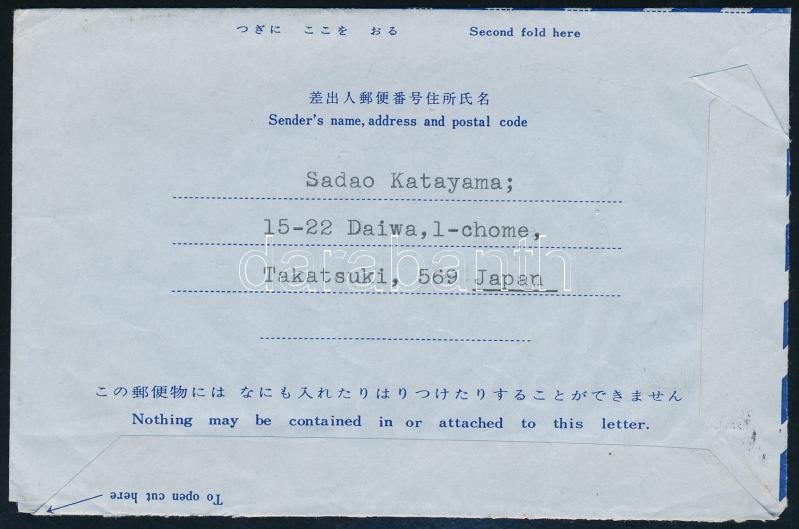 つぎに ここを おる Second fold here
差出人郵便番号住所氏名
Sender's name, address and postal code
Sadao Katayama;
15-22 Daiwa,1-chome,
darabanth
Takatsuki, 569 Japan
この郵便物には なにも入れたりはりつけたりすることができません
Nothing may be contained in or attached to this letter.
To open cut here